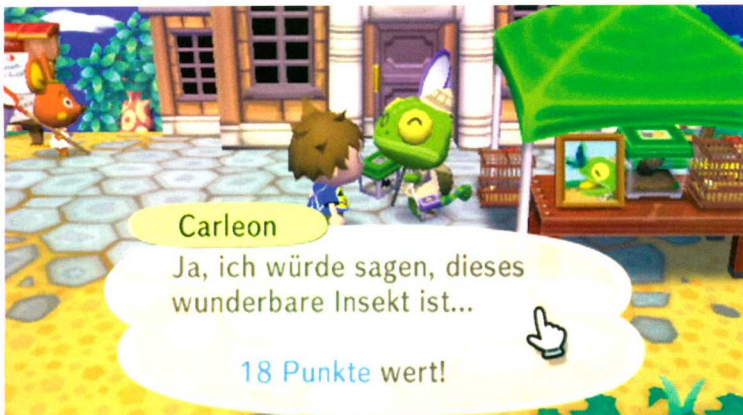 Carleon
Ja, ich würde sagen, dieses
wunderbare Insekt ist...
18 Punkte wert!